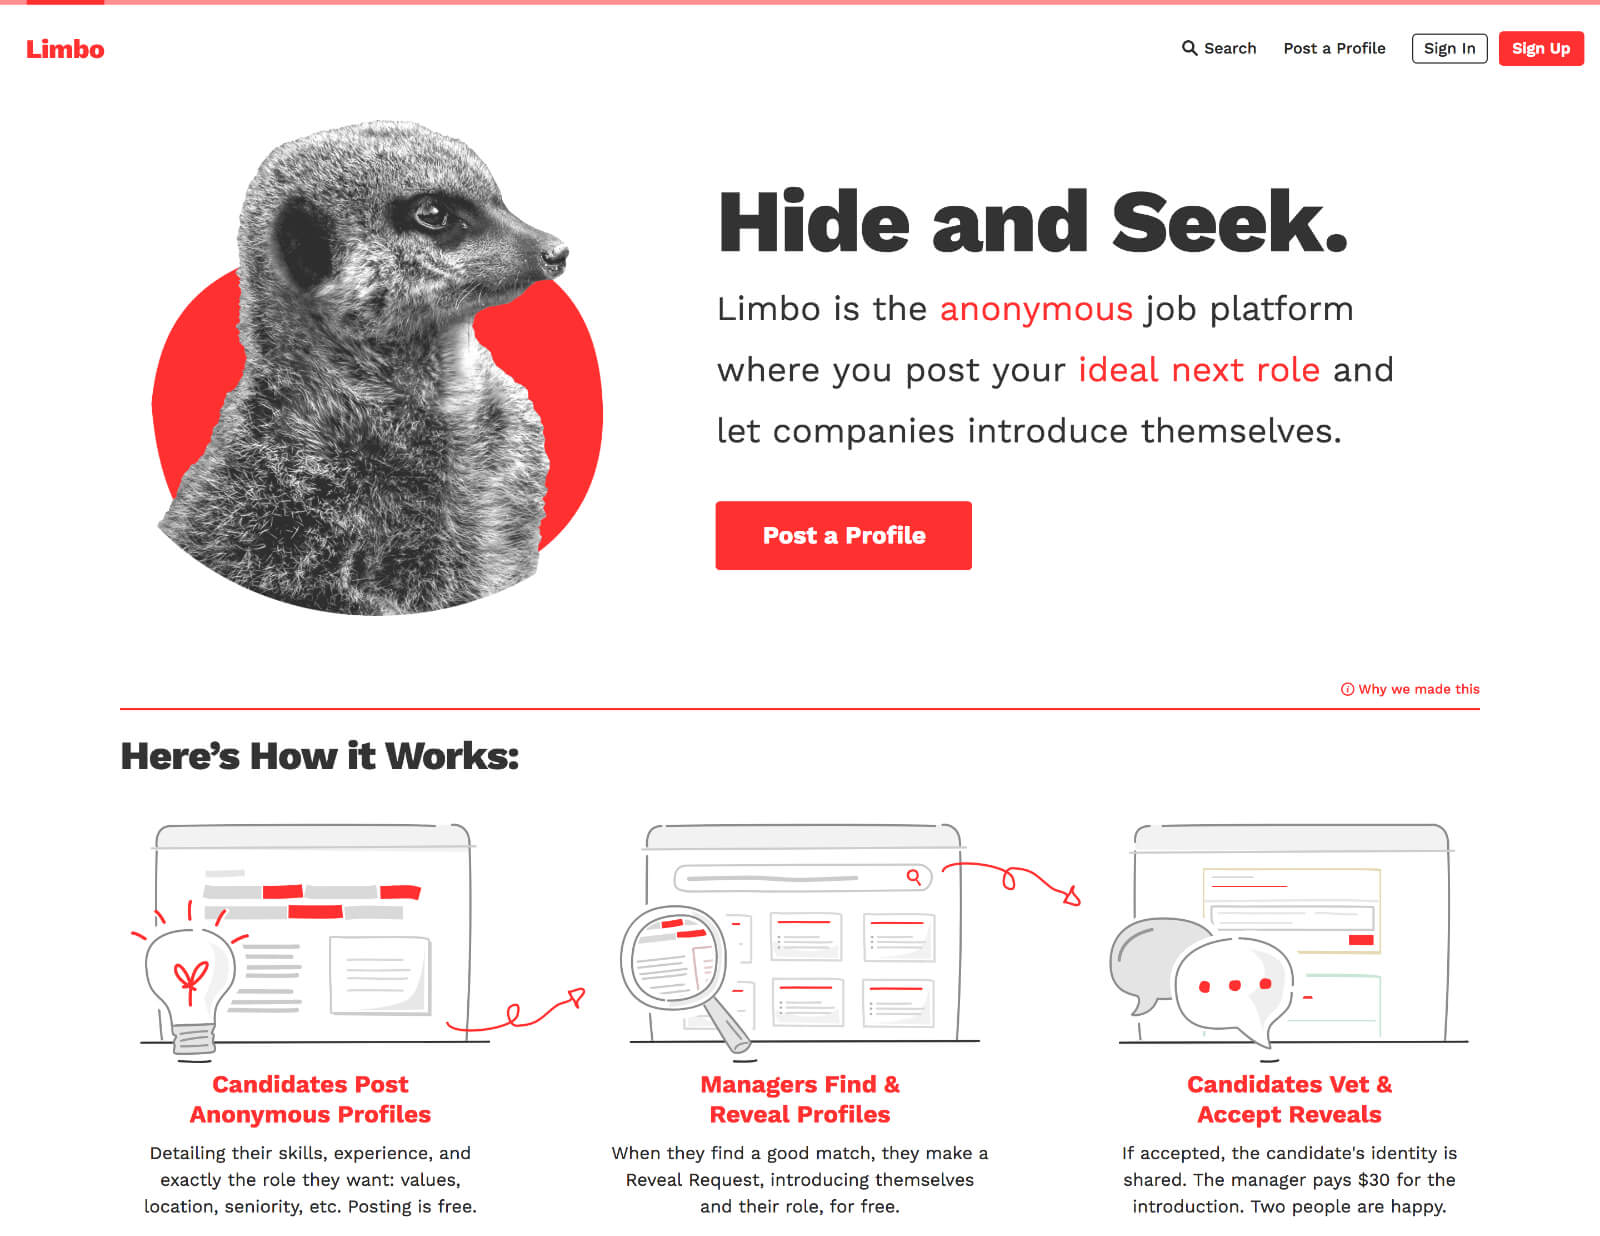 Limbo
Search
Post a Profile
Sign In
Sign Up
Hide and Seek.
Limbo is the anonymous job platform
where you post your ideal next role and
let companies introduce themselves.
Post a Profile
Why we made this
Here’s How it Works:
Candidates Post
Anonymous Profiles
Detailing their skills, experience, and
exactly the role they want: values,
location, seniority, etc. Posting is free.
Managers Find &
Reveal Profiles
When they find a good match, they make a
Reveal Request, introducing themselves
and their role, for free.
Candidates Vet &
Accept Reveals
If accepted, the candidate's identity is
shared. The manager pays $30 for the
introduction. Two people are happy.